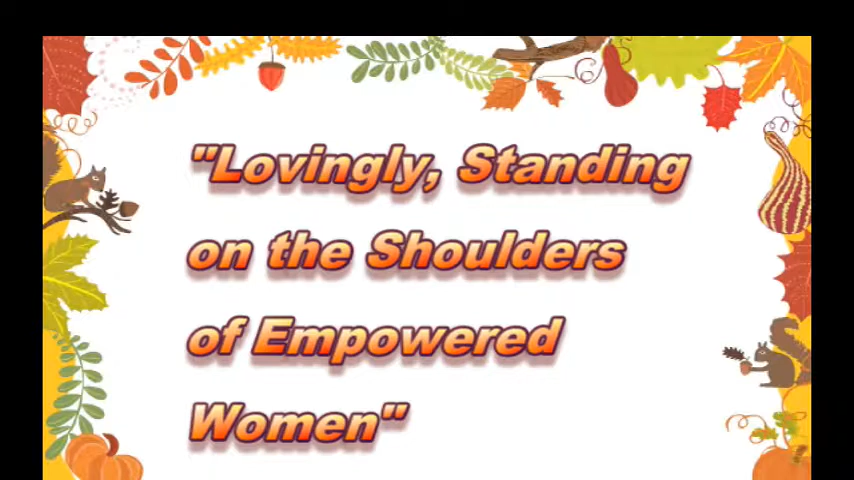 "Lovingly, Standing
on the Shoulders
of Empowered
Women"